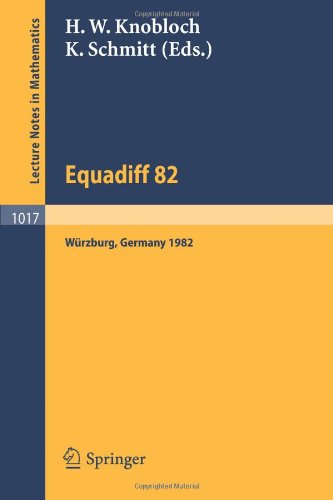 H. W. Knobloch
K. Schmitt (Eds.)
Lecture Notes in Mathematics
1017
Equadiff 82
Würzburg, Germany 1982
Springer